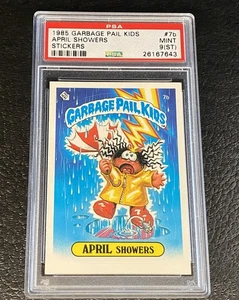 PSA
1985 GARBAGE PAIL KIDS #7b
APRIL SHOWERS MINT
STICKERS 9(ST)
26167643
7b
GARBAGE PAIL KIDS
APRIL SHOWERS